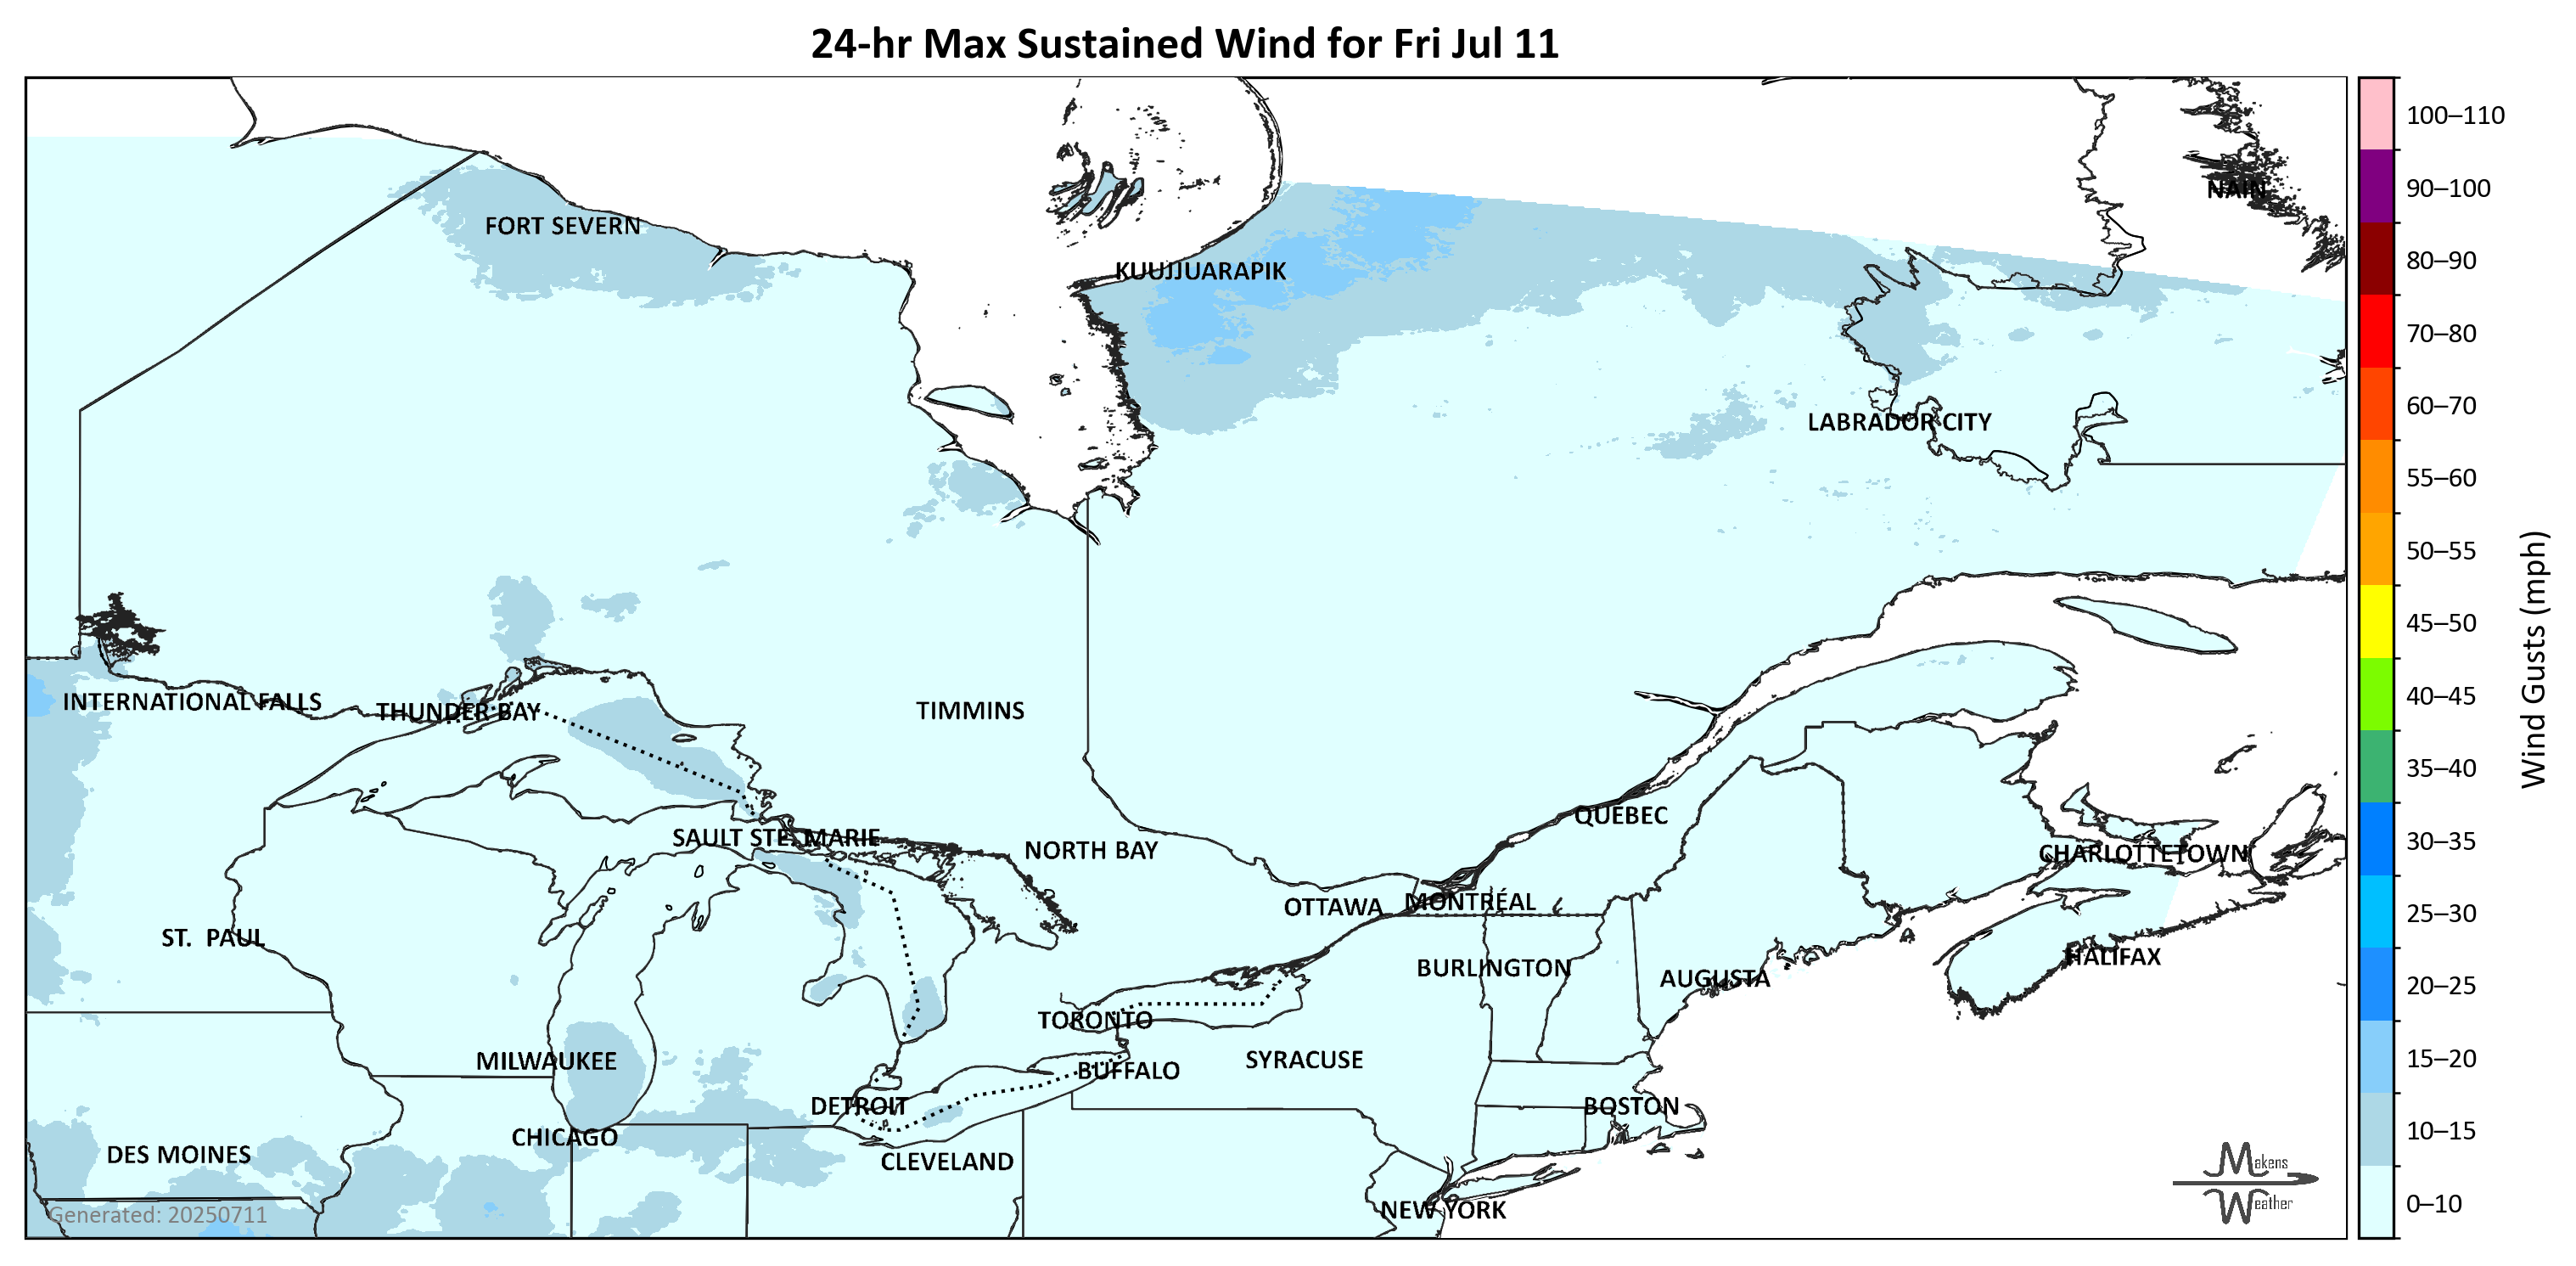 24-hr Max Sustained Wind for Fri Jul 11
100–110
90–100
80–90
70–80
60–70
55–60
50–55
45–50
40–45
35–40
30–35
25–30
20–25
15–20
10–15
0–10
Wind Gusts (mph)
NAIN
FORT SEVERN
KUUJJUARAPIK
LABRADOR CITY
INTERNATIONAL FALLS
THUNDER BAY
TIMMINS
QUÉBEC
SAULT STE. MARIE
NORTH BAY
CHARLOTTETOWN
OTTAWA
MONTRÉAL
ST. PAUL
HALIFAX
BURLINGTON
AUGUSTA
TORONTO
MILWAUKEE
SYRACUSE
BUFFALO
DETROIT
BOSTON
CHICAGO
DES MOINES
CLEVELAND
NEW YORK
Generated: 20250711
Makens
Weather